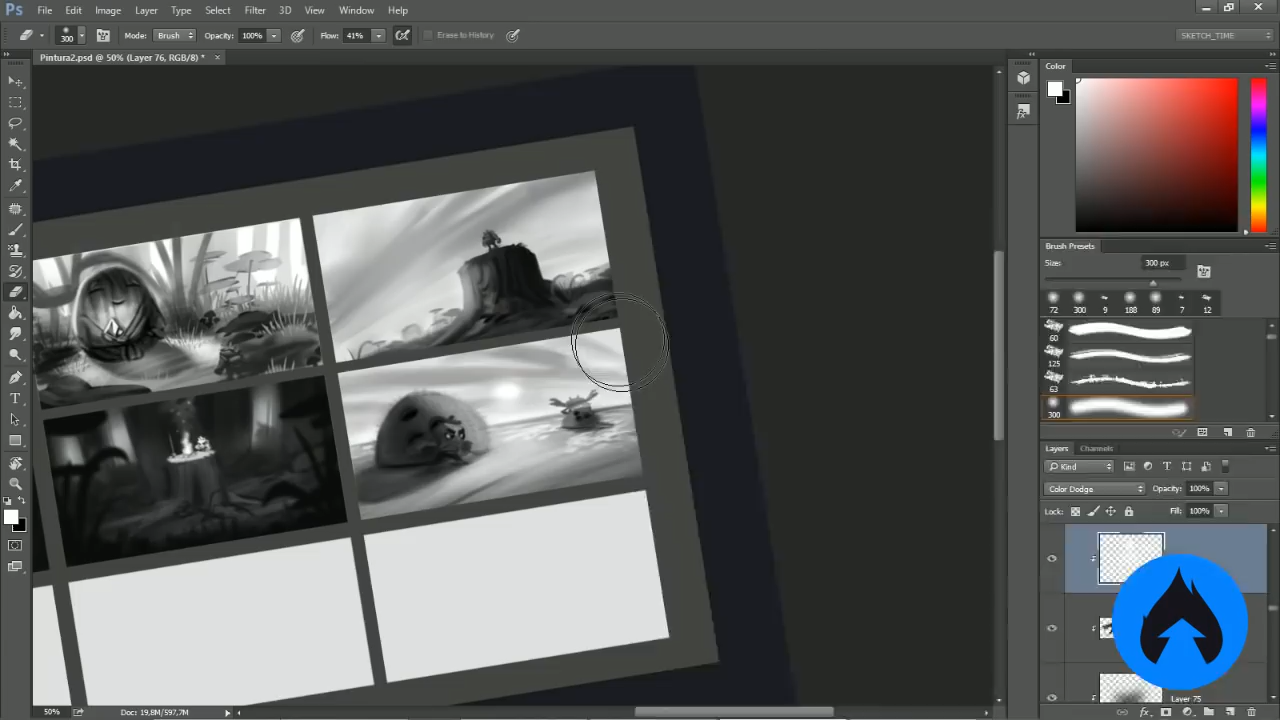 Ps File Edit Image Layer Type Select Filter 3D View Window Help
300 Mode: Brush Opacity: 100% Flow: 41% Erase to History SKETCH_TIME
Pintura2.psd @ 50% (Layer 76, RGB/8) * ×
Color
Brush Presets
Size: 300 px
72 300 9 188 89 7 12
60
125
63
300
Layers Channels
Kind
Color Dodge Opacity: 100%
Lock: Fill: 100%
Layer 75
50% Doc: 19,8M/597,7M